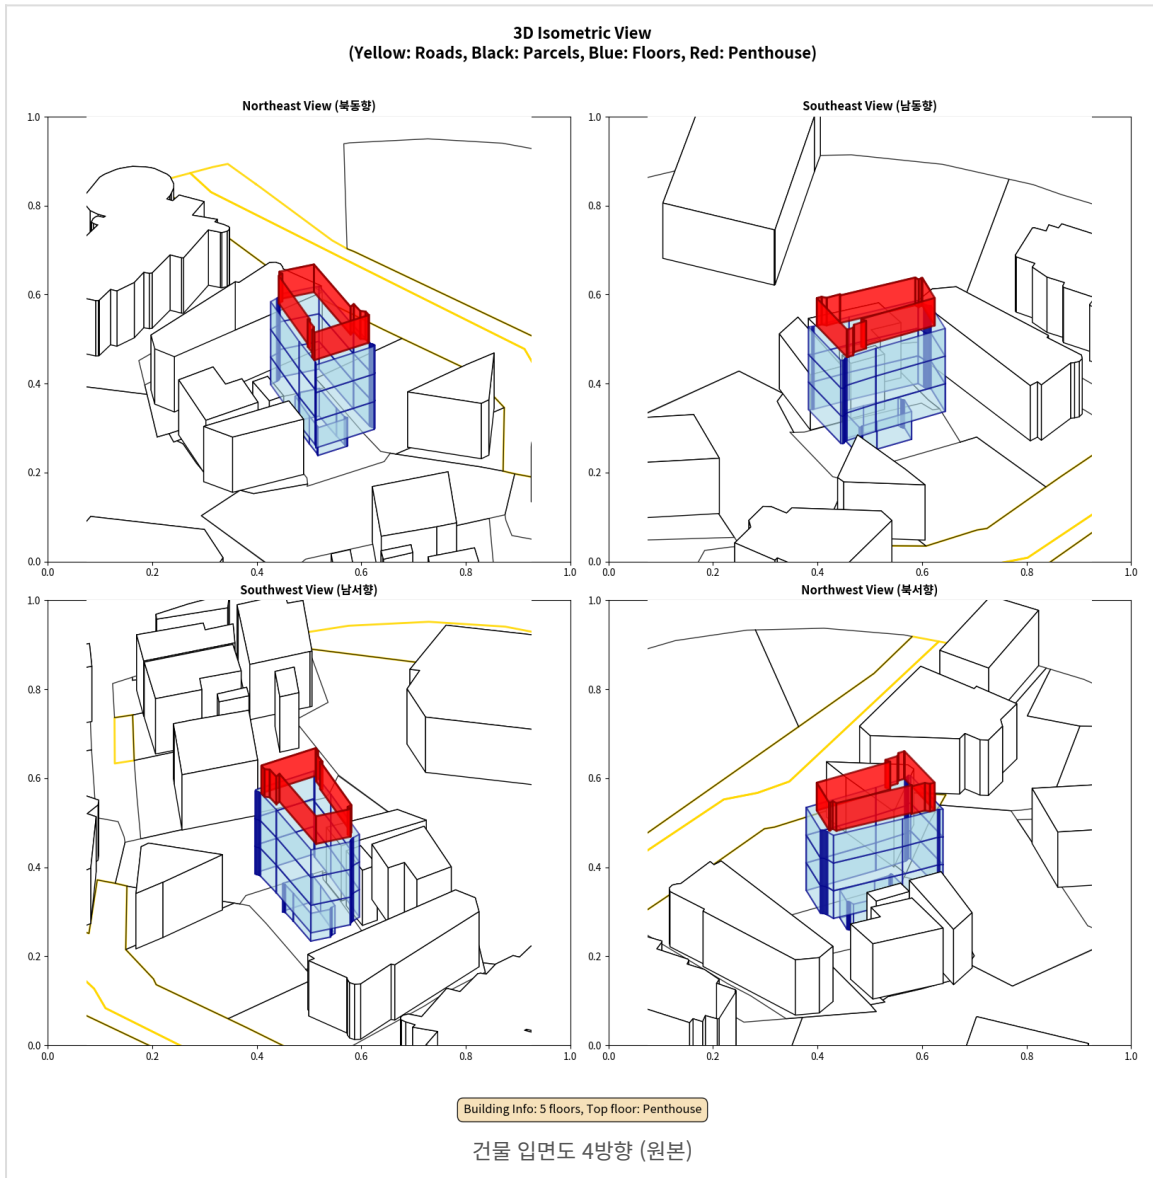 3D Isometric View
(Yellow: Roads, Black: Parcels, Blue: Floors, Red: Penthouse)
Northeast View (북동향)
1.0
0.8
0.6
0.4
0.2
0.0
0.0 0.2 0.4 0.6 0.8 1.0
Southeast View (남동향)
1.0
0.8
0.6
0.4
0.2
0.0
0.0 0.2 0.4 0.6 0.8 1.0
Southwest View (남서향)
1.0
0.8
0.6
0.4
0.2
0.0
0.0 0.2 0.4 0.6 0.8 1.0
Northwest View (북서향)
1.0
0.8
0.6
0.4
0.2
0.0
0.0 0.2 0.4 0.6 0.8 1.0
Building Info: 5 floors, Top floor: Penthouse
건물 입면도 4방향 (원본)